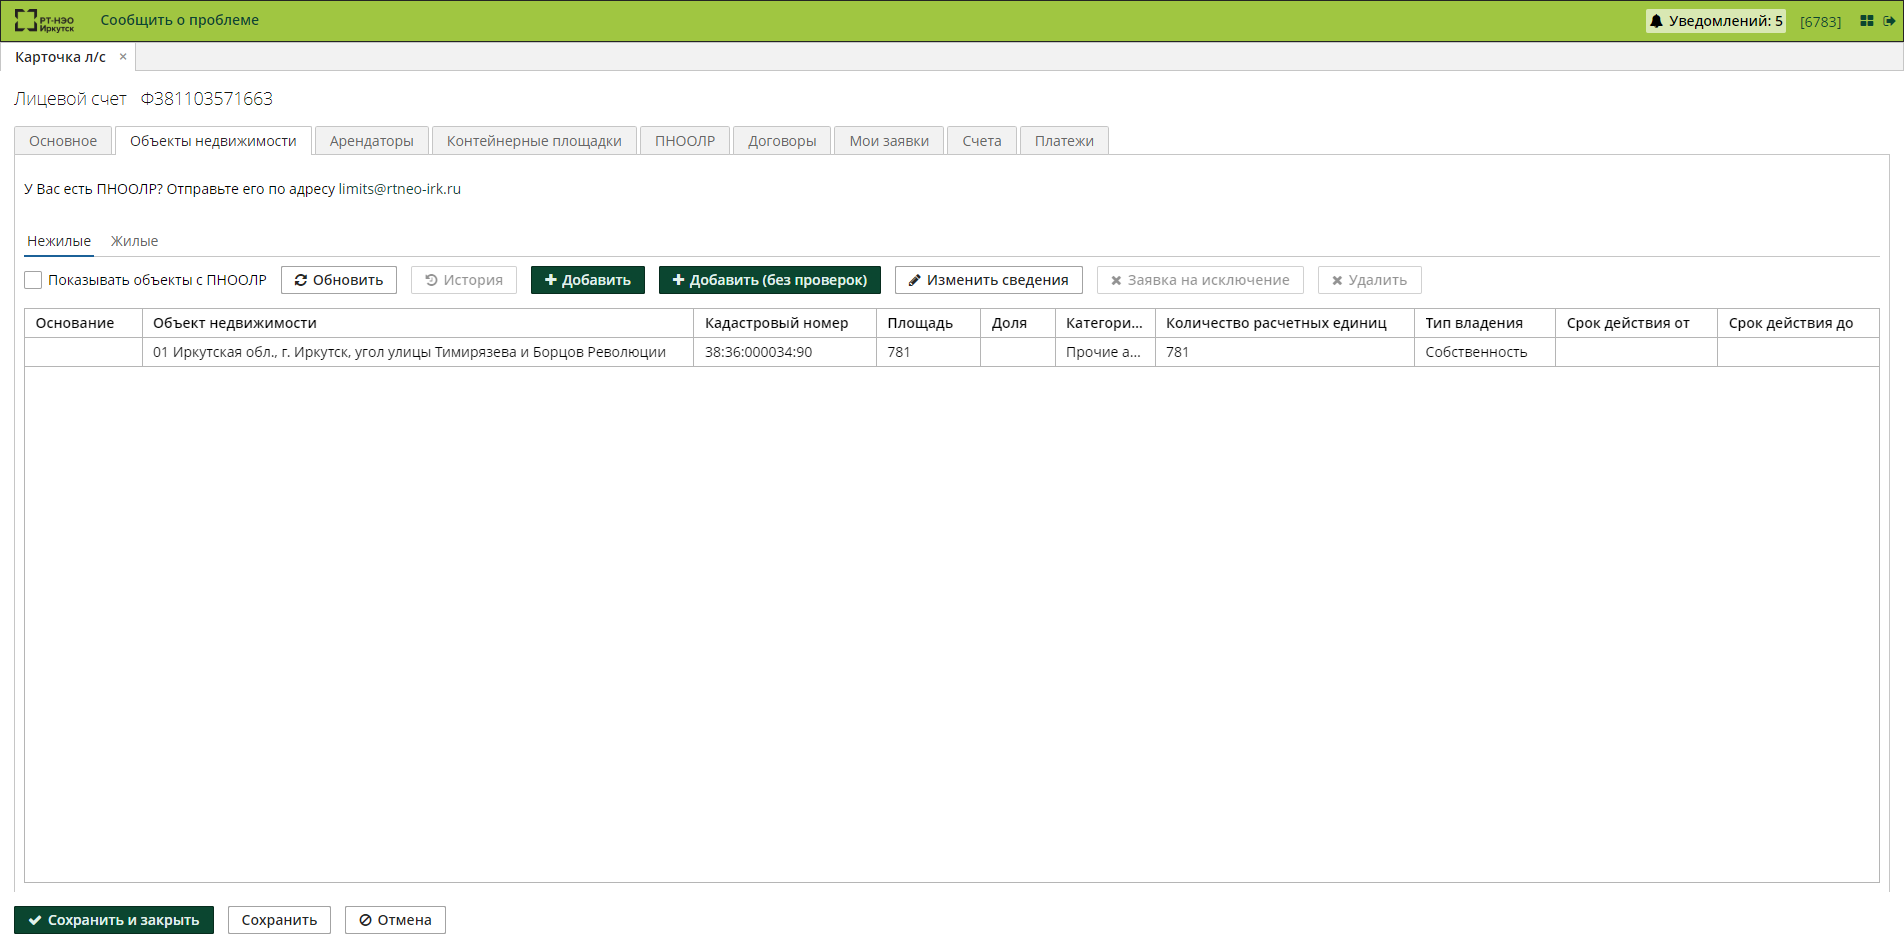 РТ-НЭО Иркутск Сообщить о проблеме Уведомлений: 5 [6783]
Карточка л/с ×
Лицевой счет Ф381103571663
Основное Объекты недвижимости Арендаторы Контейнерные площадки ПНООЛР Договоры Мои заявки Счета Платежи
У Вас есть ПНООЛР? Отправьте его по адресу limits@rtneo-irk.ru
Нежилые Жилые
Показывать объекты с ПНООЛР Обновить История Добавить Добавить (без проверок) Изменить сведения Заявка на исключение Удалить
Основание Объект недвижимости Кадастровый номер Площадь Доля Категори... Количество расчетных единиц Тип владения Срок действия от Срок действия до
01 Иркутская обл., г. Иркутск, угол улицы Тимирязева и Борцов Революции 38:36:000034:90 781 Прочие а... 781 Собственность
Сохранить и закрыть Сохранить Отмена